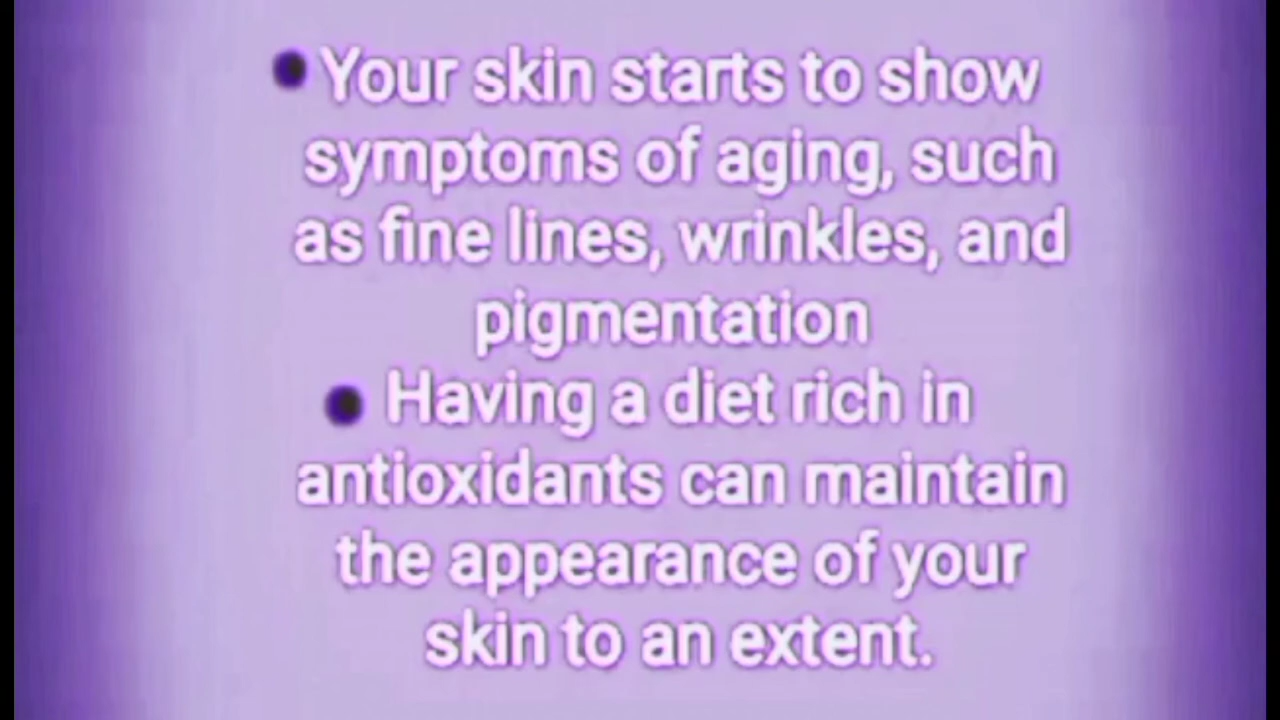 • Your skin starts to show
symptoms of aging, such
as fine lines, wrinkles, and
pigmentation
• Having a diet rich in
antioxidants can maintain
the appearance of your
skin to an extent.